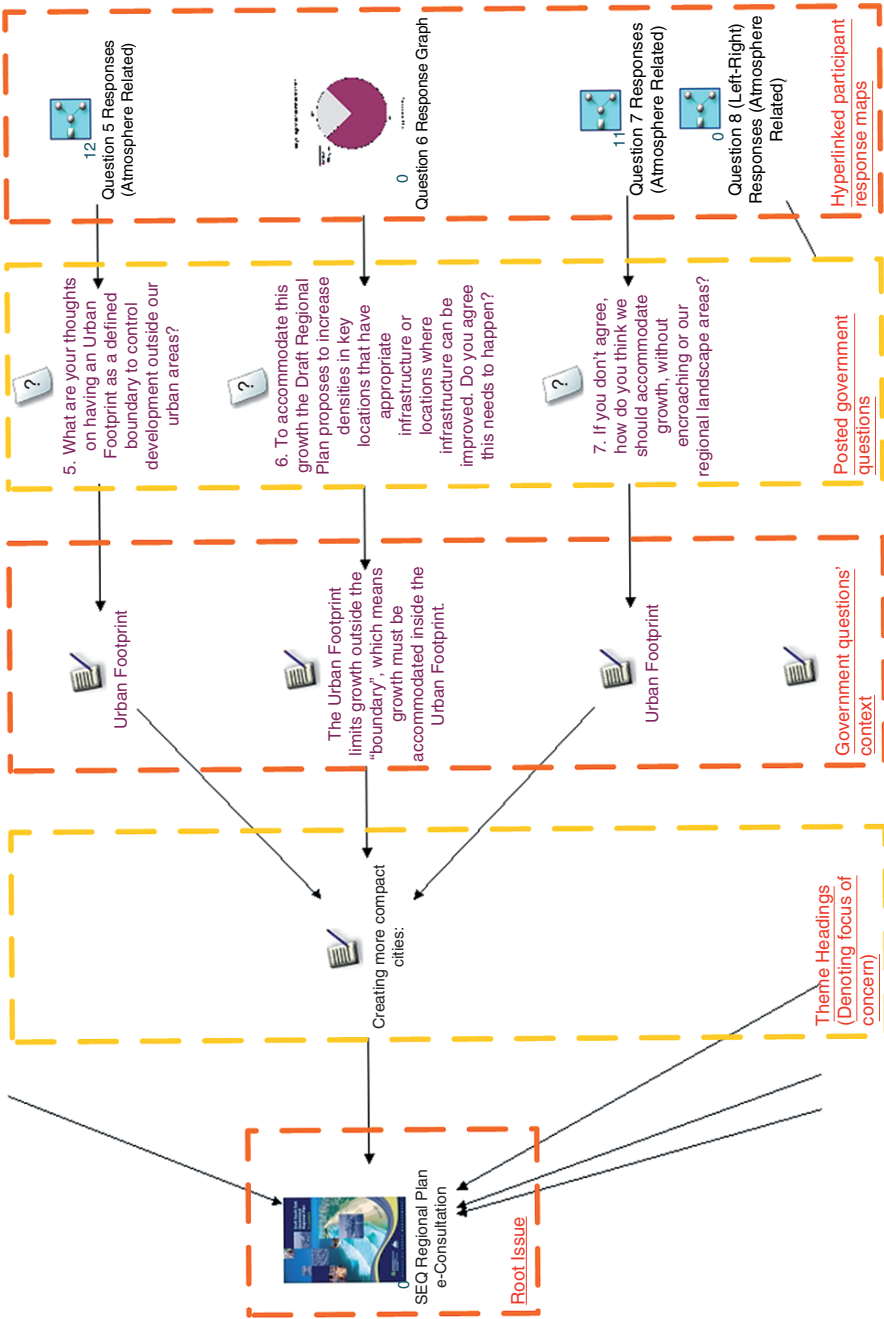 0
SEQ Regional Plan
e-Consultation
Root Issue
Creating more compact
cities:
Theme Headings
(Denoting focus of
concern)
Urban Footprint
The Urban Footprint
limits growth outside the
“boundary”, which means
growth must be
accommodated inside the
Urban Footprint.
Urban Footprint
Government questions’
context
?
5. What are your thoughts
on having an Urban
Footprint as a defined
boundary to control
development outside our
urban areas?
?
6. To accommodate this
growth the Draft Regional
Plan proposes to increase
densities in key
locations that have
appropriate
infrastructure or
locations where
infrastructure can be
improved. Do you agree
this needs to happen?
?
7. If you don’t agree,
how do you think we
should accommodate
growth, without
encroaching or our
regional landscape areas?
Posted government
questions
12
Question 5 Responses
(Atmosphere Related)
0
Question 6 Response Graph
11
Question 7 Responses
(Atmosphere Related)
0
Question 8 (Left-Right)
Responses (Atmosphere
Related)
Hyperlinked participant
response maps